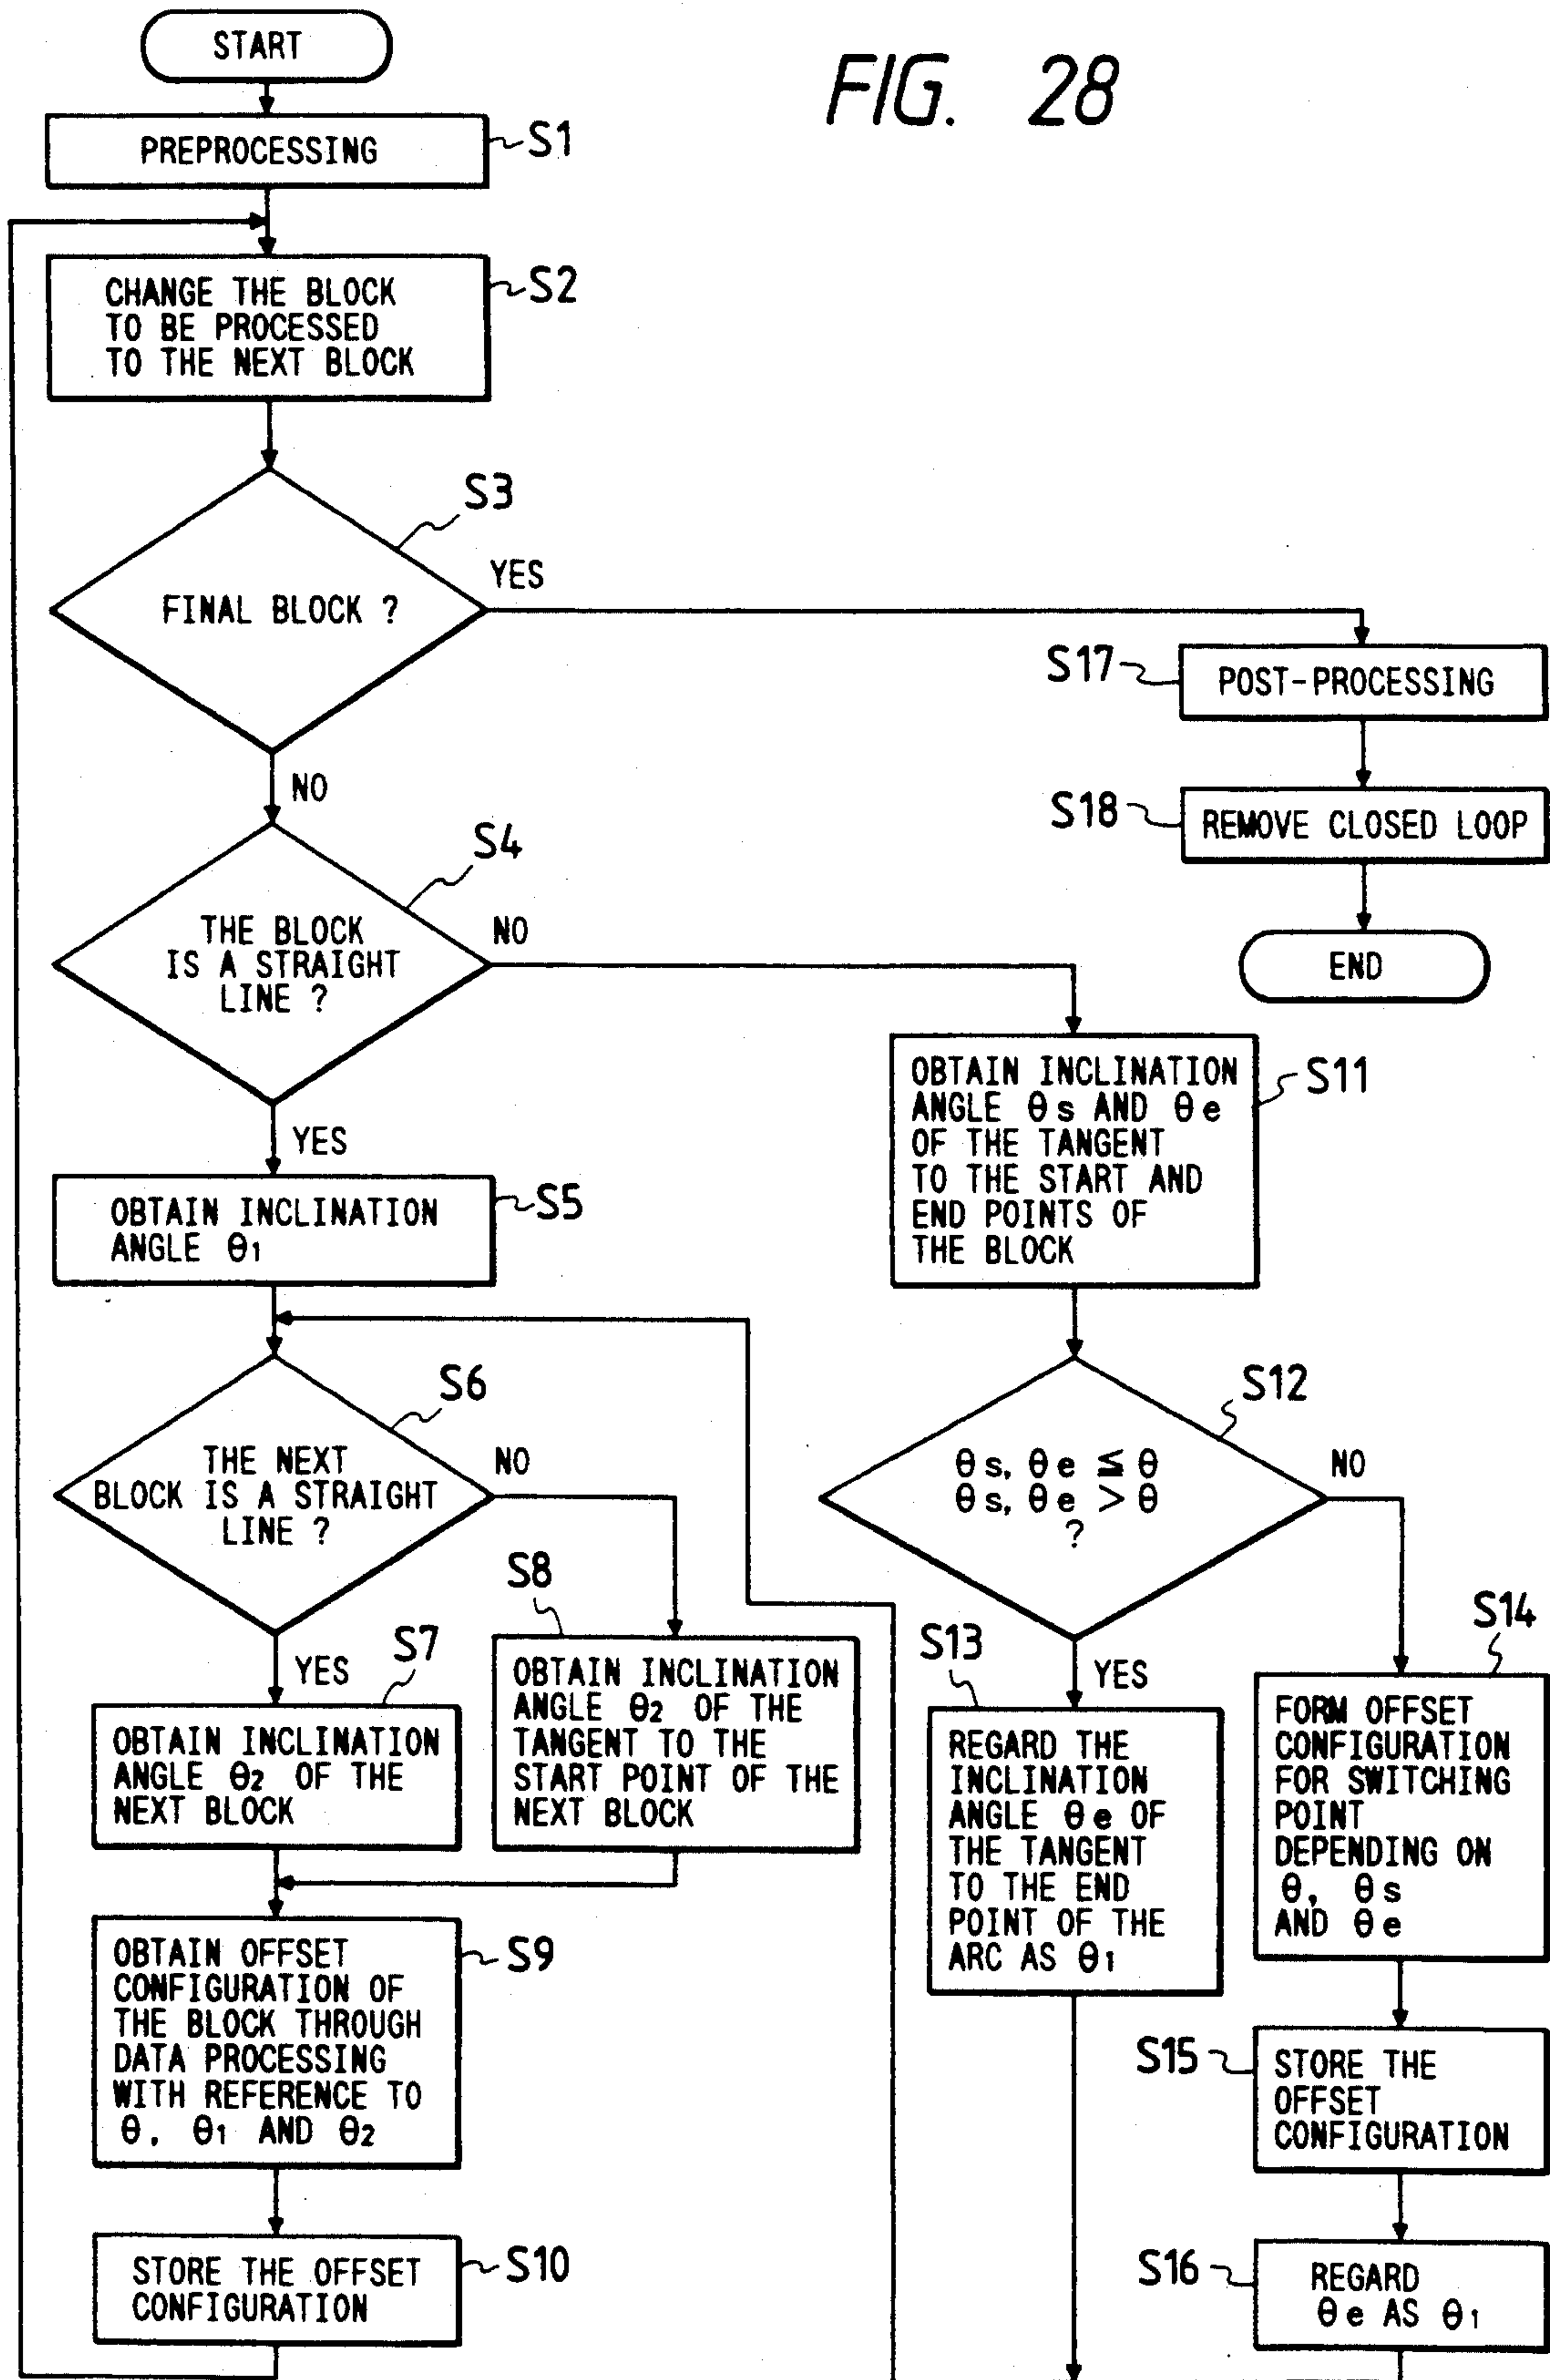 FIG. 28
START
PREPROCESSING
S1
CHANGE THE BLOCK
TO BE PROCESSED
TO THE NEXT BLOCK
S2
S3
FINAL BLOCK ?
YES
NO
S17
POST-PROCESSING
S18
REMOVE CLOSED LOOP
END
S4
THE BLOCK
IS A STRAIGHT
LINE ?
NO
YES
S5
OBTAIN INCLINATION
ANGLE θ1
S11
OBTAIN INCLINATION
ANGLE θs AND θe
OF THE TANGENT
TO THE START AND
END POINTS OF
THE BLOCK
S6
THE NEXT
BLOCK IS A STRAIGHT
LINE ?
NO
YES
S12
θs, θe ≦ θ
θs, θe > θ
?
NO
YES
S7
OBTAIN INCLINATION
ANGLE θ2 OF THE
NEXT BLOCK
S8
OBTAIN INCLINATION
ANGLE θ2 OF THE
TANGENT TO THE
START POINT OF THE
NEXT BLOCK
S13
REGARD THE
INCLINATION
ANGLE θe OF
THE TANGENT
TO THE END
POINT OF THE
ARC AS θ1
S14
FORM OFFSET
CONFIGURATION
FOR SWITCHING
POINT
DEPENDING ON
θ, θs
AND θe
S9
OBTAIN OFFSET
CONFIGURATION OF
THE BLOCK THROUGH
DATA PROCESSING
WITH REFERENCE TO
θ, θ1 AND θ2
S15
STORE THE
OFFSET
CONFIGURATION
S10
STORE THE OFFSET
CONFIGURATION
S16
REGARD
θe AS θ1